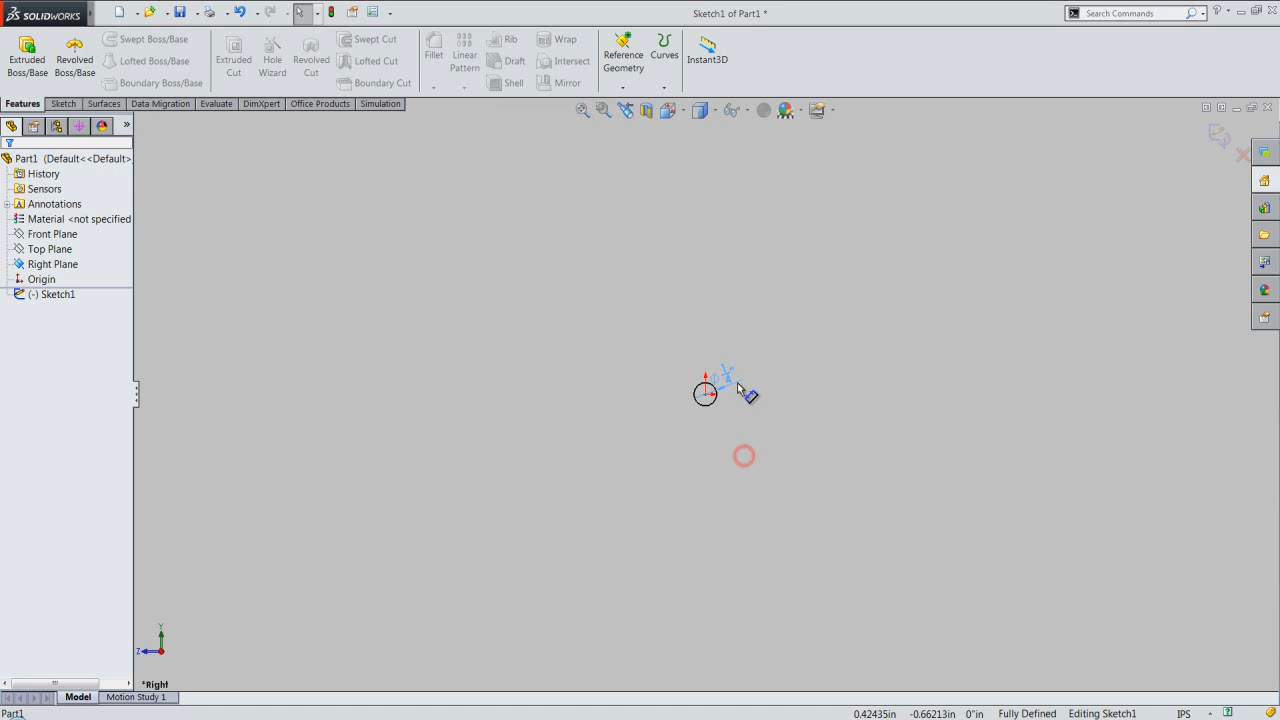 SOLIDWORKS
Sketch1 of Part1 *
Search Commands
?
Extruded
Boss/Base
Revolved
Boss/Base
Swept Boss/Base
Lofted Boss/Base
Boundary Boss/Base
Extruded
Cut
Hole
Wizard
Revolved
Cut
Swept Cut
Lofted Cut
Boundary Cut
Fillet
Linear
Pattern
Rib
Draft
Shell
Wrap
Intersect
Mirror
Reference
Geometry
Curves
Instant3D
Features
Sketch
Surfaces
Data Migration
Evaluate
DimXpert
Office Products
Simulation
»
Part1 (Default<<Default>
History
Sensors
Annotations
Material <not specified
Front Plane
Top Plane
Right Plane
Origin
(-) Sketch1
Y
Z
*Right
Model
Motion Study 1
Part1
0.42435in
-0.66213in
0"in
Fully Defined
Editing Sketch1
IPS
?